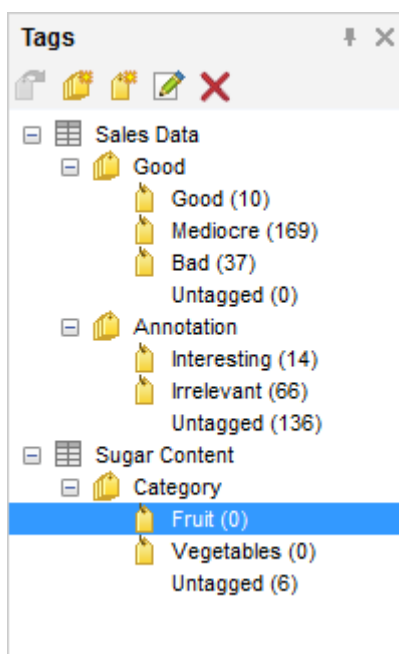 Tags
Sales Data
Good
Good (10)
Mediocre (169)
Bad (37)
Untagged (0)
Annotation
Interesting (14)
Irrelevant (66)
Untagged (136)
Sugar Content
Category
Fruit (0)
Vegetables (0)
Untagged (6)